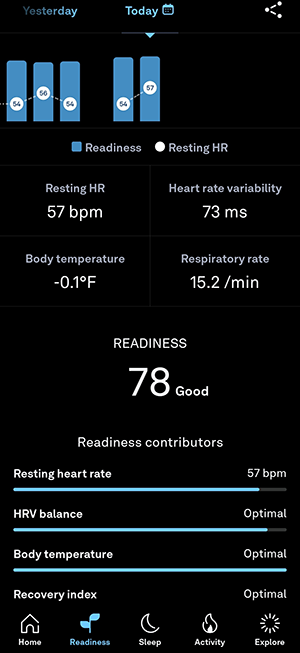 Yesterday Today
54 56 54 54 57
Readiness Resting HR
Resting HR Heart rate variability
57 bpm 73 ms
Body temperature Respiratory rate
-0.1°F 15.2 /min
READINESS
78 Good
Readiness contributors
Resting heart rate 57 bpm
HRV balance Optimal
Body temperature Optimal
Recovery index Optimal
Home Readiness Sleep Activity Explore